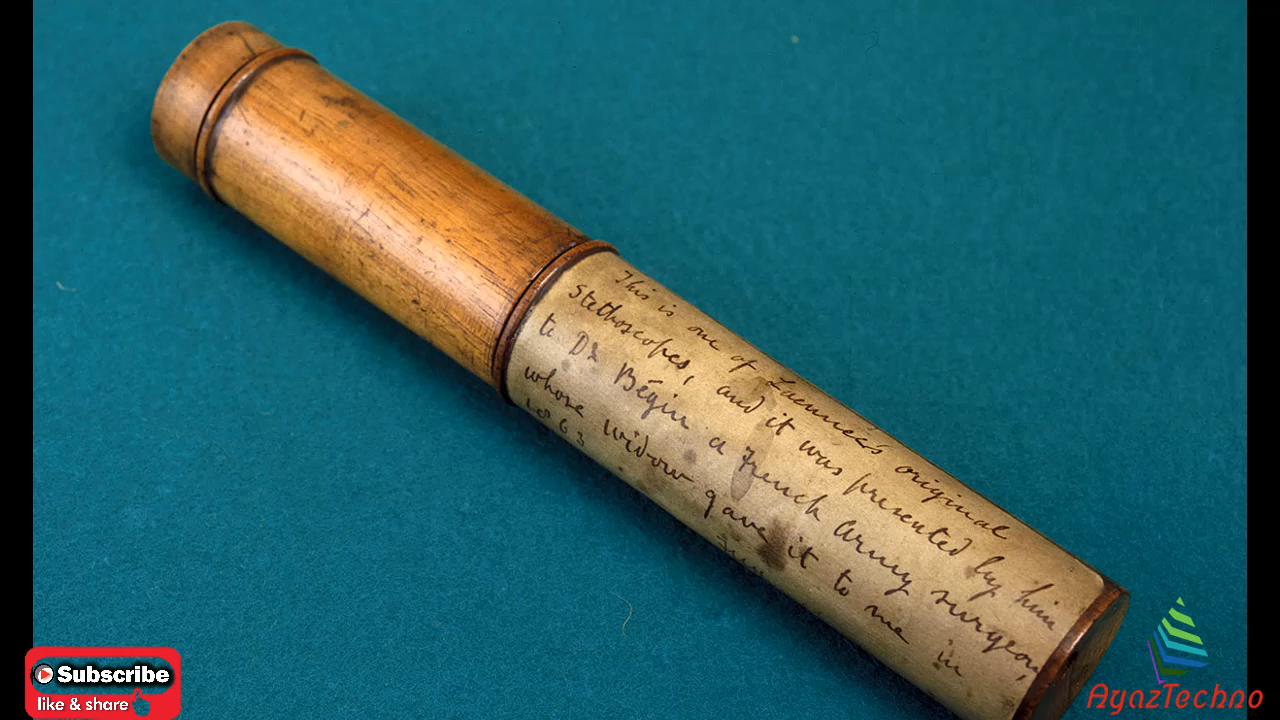 This is one of Laennec's original
Stethoscopes, and it was presented by him
to Dr Bégin a French Army surgeon,
whose widow gave it to me in
1863
Subscribe
like & share
AyazTechno